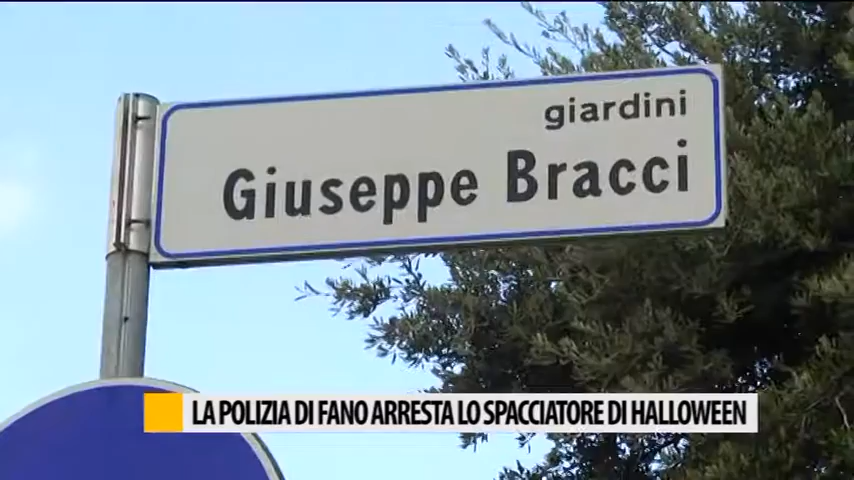 giardini
Giuseppe Bracci
LA POLIZIA DI FANO ARRESTA LO SPACCIATORE DI HALLOWEEN